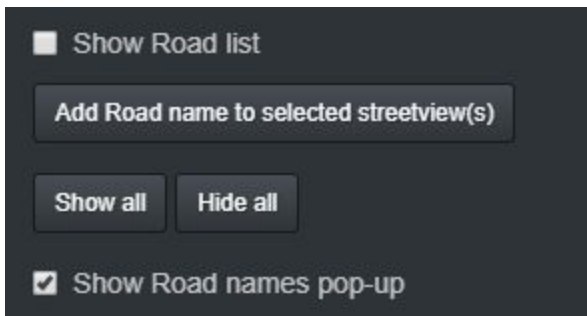 Show Road list
Add Road name to selected streetview(s)
Show all Hide all
Show Road names pop-up